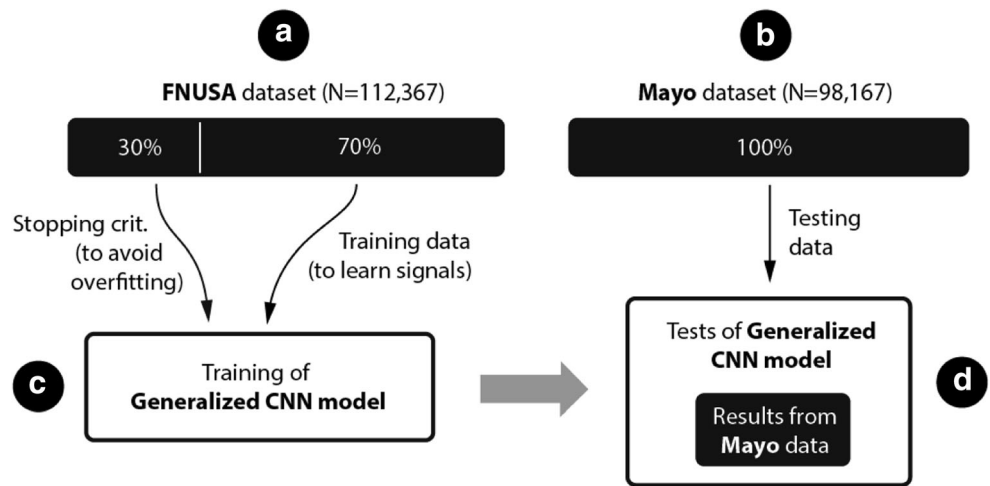 a
b
FNUSA dataset (N=112,367)
Mayo dataset (N=98,167)
30%
70%
100%
Stopping crit.
(to avoid
overfitting)
Training data
(to learn signals)
Testing
data
c
Training of
Generalized CNN model
Tests of Generalized
CNN model
Results from
Mayo data
d